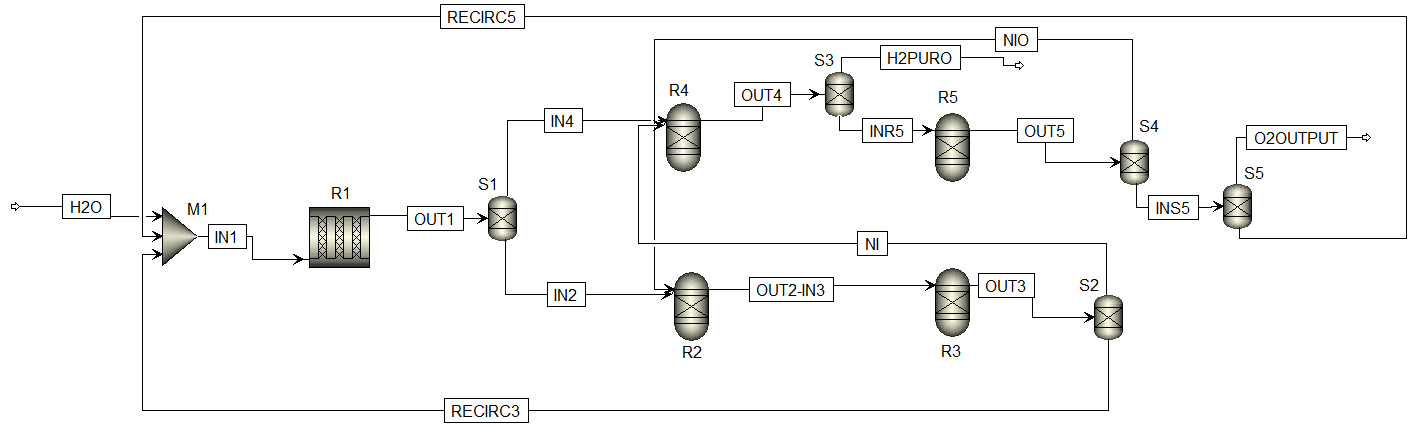 RECIRC5
NIO
S3
H2PURO
R4
OUT4
R5
IN4
INR5
OUT5
S4
O2OUTPUT
S5
S1
R1
H2O
M1
OUT1
INS5
IN1
NI
S2
IN2
OUT2-IN3
OUT3
R2
R3
RECIRC3